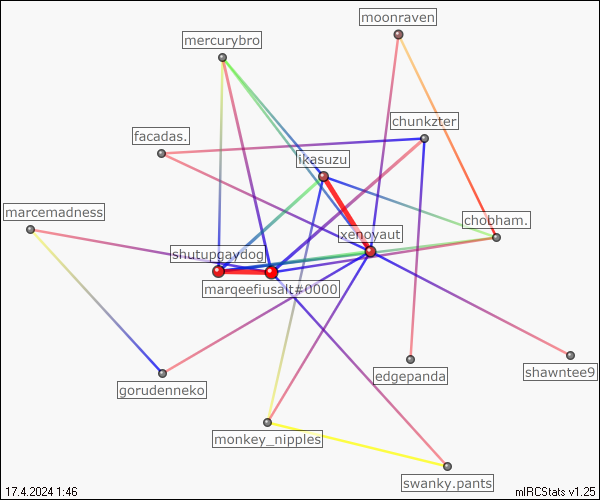 moonraven
mercurybro
chunkzter
facadas.
ikasuzu
marcemadness
chobham.
xenoyaut
shutupgaydog
marqeefiusalt#0000
shawntee9
edgepanda
gorudenneko
monkey_nipples
swanky.pants
17.4.2024 1:46
mIRCStats v1.25